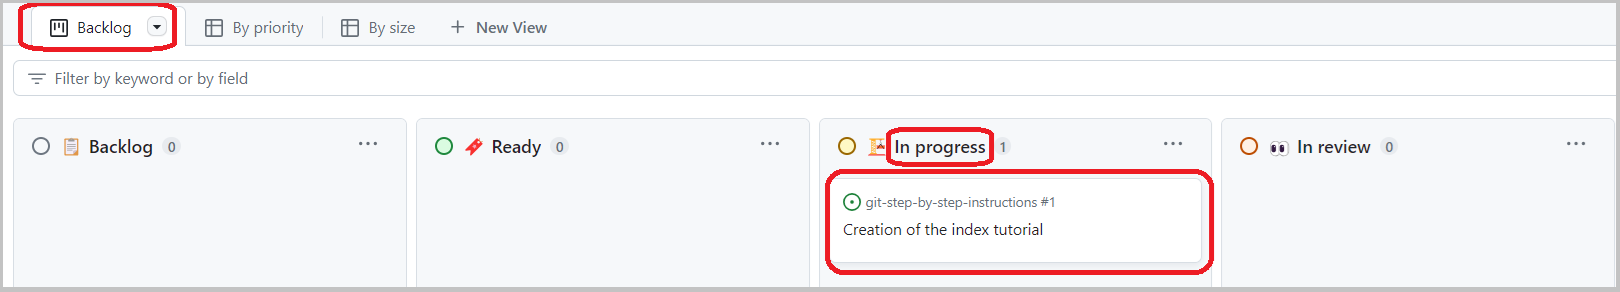 Backlog By priority By size + New View
Filter by keyword or by field
Backlog 0 Ready 0 In progress 1 In review 0
git-step-by-step-instructions #1
Creation of the index tutorial